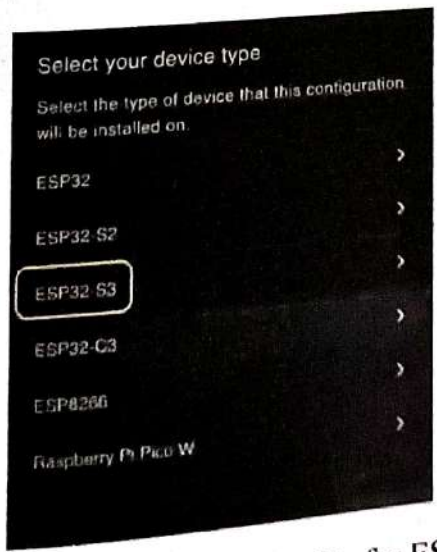 Select your device type
Select the type of device that this configuration
will be installed on.
ESP32
ESP32-S2
ESP32-S3
ESP32-C3
ESP8266
Raspberry Pi Pico W